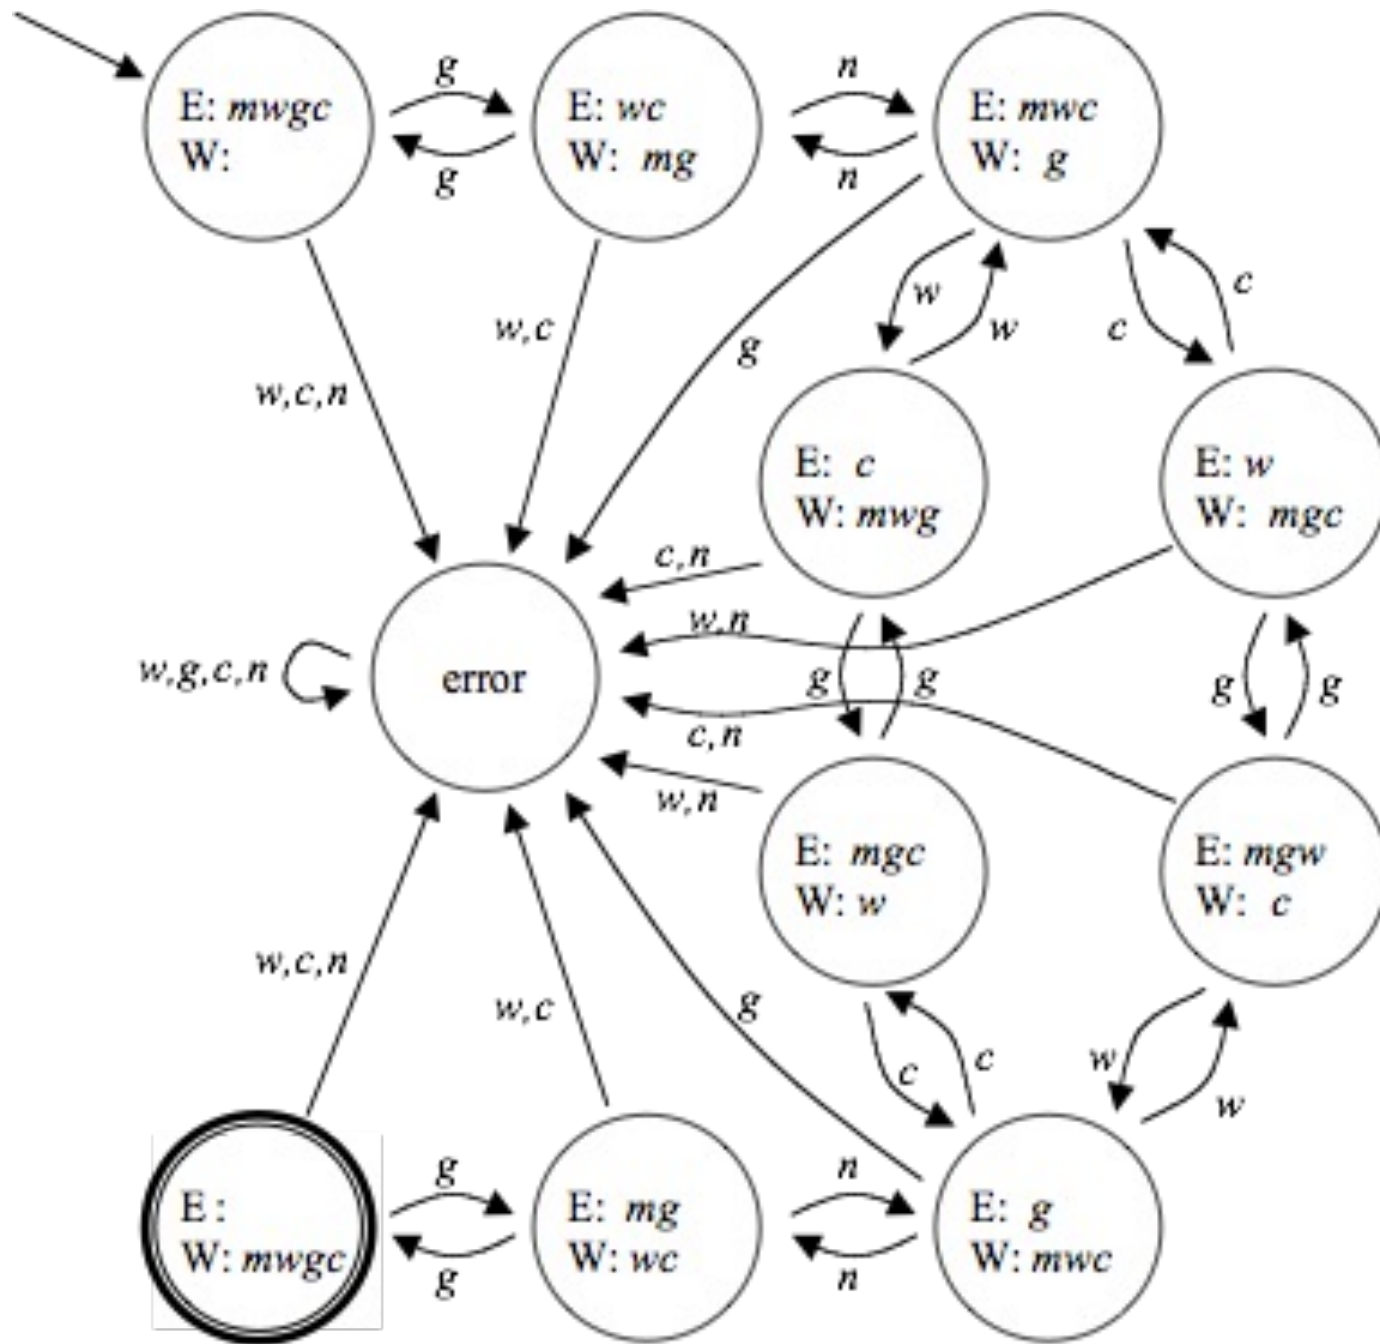 g
n
E: mwgc
W:
E: wc
W: mg
E: mwc
W: g
g
n
w
c
w,c
g
w
c
w,c,n
E: c
W: mwg
E: w
W: mgc
c,n
w,n
w,g,c,n
error
g
g
g
g
c,n
w,n
E: mgc
W: w
E: mgw
W: c
w,c,n
w,c
g
c
c
w
w
g
n
E :
W: mwgc
E: mg
W: wc
E: g
W: mwc
g
n